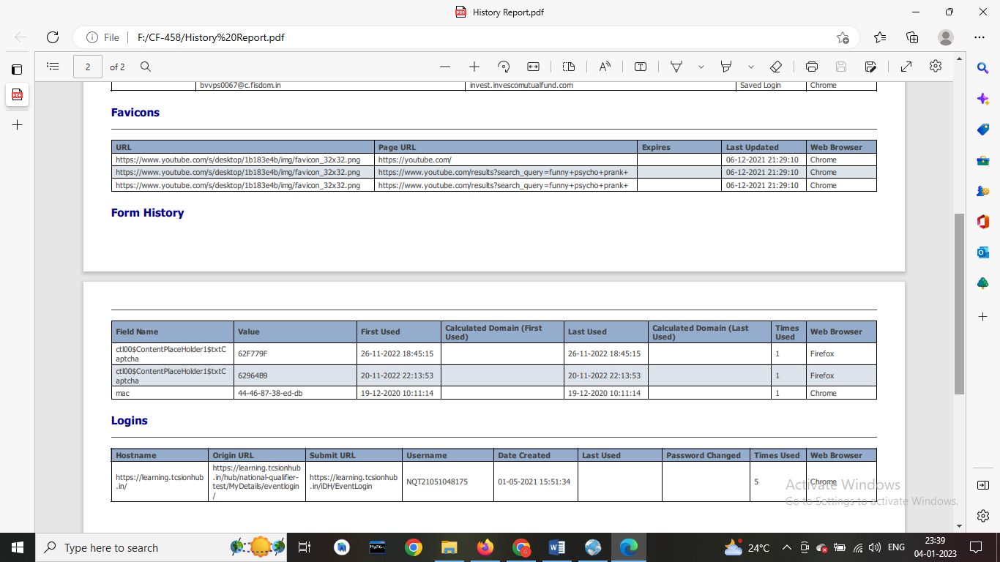 History Report.pdf
File
F:/CF-458/History%20Report.pdf
2 of 2
bvvps0067@c.fisdom.in invest.invescomutualfund.com Saved Login Chrome
Favicons
URL Page URL Expires Last Updated Web Browser
https://www.youtube.com/s/desktop/1b183e4b/img/favicon_32x32.png https://youtube.com/ 06-12-2021 21:29:10 Chrome
https://www.youtube.com/s/desktop/1b183e4b/img/favicon_32x32.png https://www.youtube.com/results?search_query=funny+psycho+prank+ 06-12-2021 21:29:10 Chrome
https://www.youtube.com/s/desktop/1b183e4b/img/favicon_32x32.png https://www.youtube.com/results?search_query=funny+psycho+prank+ 06-12-2021 21:29:10 Chrome
Form History
Field Name Value First Used Calculated Domain (First Used) Last Used Calculated Domain (Last Used) Times Used Web Browser
ctl00$ContentPlaceHolder1$txtC
aptcha 62F779F 26-11-2022 18:45:15 26-11-2022 18:45:15 1 Firefox
ctl00$ContentPlaceHolder1$txtC
aptcha 62964B9 20-11-2022 22:13:53 20-11-2022 22:13:53 1 Firefox
mac 44-46-87-38-ed-db 19-12-2020 10:11:14 19-12-2020 10:11:14 1 Chrome
Logins
Hostname Origin URL Submit URL Username Date Created Last Used Password Changed Times Used Web Browser
https://learning.tcsionhub
.in/
https://learning.tcsionhub
.in/hub/national-qualifier-
test/MyDetails/eventlogin
/
https://learning.tcsionhub
.in/iDH/EventLogin
NQT21051048175 01-05-2021 15:51:34 5 Chrome
Activate Windows
Go to Settings to activate Windows.
Type here to search
MySQL
24°C
ENG
23:39
04-01-2023